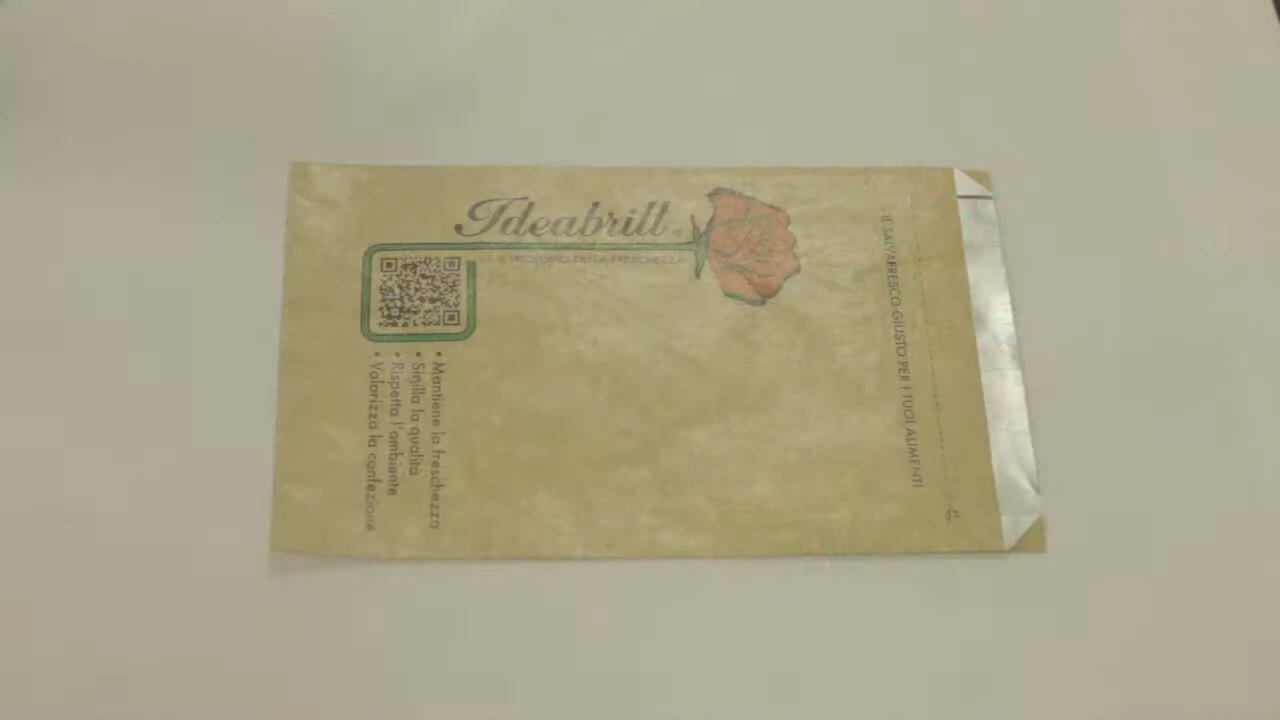 Ideabrill
IL PROFUMO DELLA FRESCHEZZA
• Mantiene la freschezza
• Sigilla la qualità
• Rispetta l'ambiente
• Valorizza la confezione
IL SALVAFRESCO GIUSTO PER I TUOI ALIMENTI